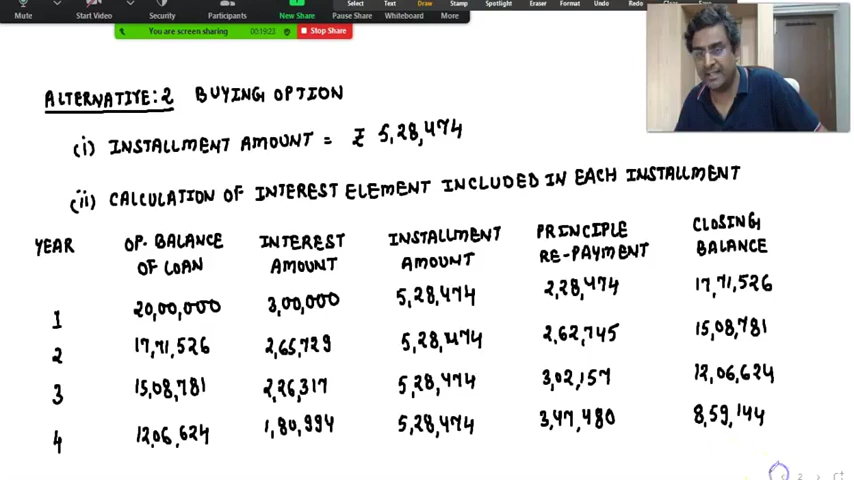 Select Text Draw Stamp Spotlight Eraser Format Undo Redo Clear Save
Mute Start Video Security Participants New Share Pause Share Whiteboard More
You are screen sharing 00:19:23 Stop Share
ALTERNATIVE:2 BUYING OPTION
(i) INSTALLMENT AMOUNT = ₹ 5,28,474
(ii) CALCULATION OF INTEREST ELEMENT INCLUDED IN EACH INSTALLMENT
YEAR OP. BALANCE OF LOAN INTEREST AMOUNT INSTALLMENT AMOUNT PRINCIPLE RE-PAYMENT CLOSING BALANCE
1 20,00,000 3,00,000 5,28,474 2,28,474 17,71,526
2 17,71,526 2,65,729 5,28,474 2,62,745 15,08,781
3 15,08,781 2,26,317 5,28,474 3,02,157 12,06,624
4 12,06,624 1,80,994 5,28,474 3,47,480 8,59,144
2